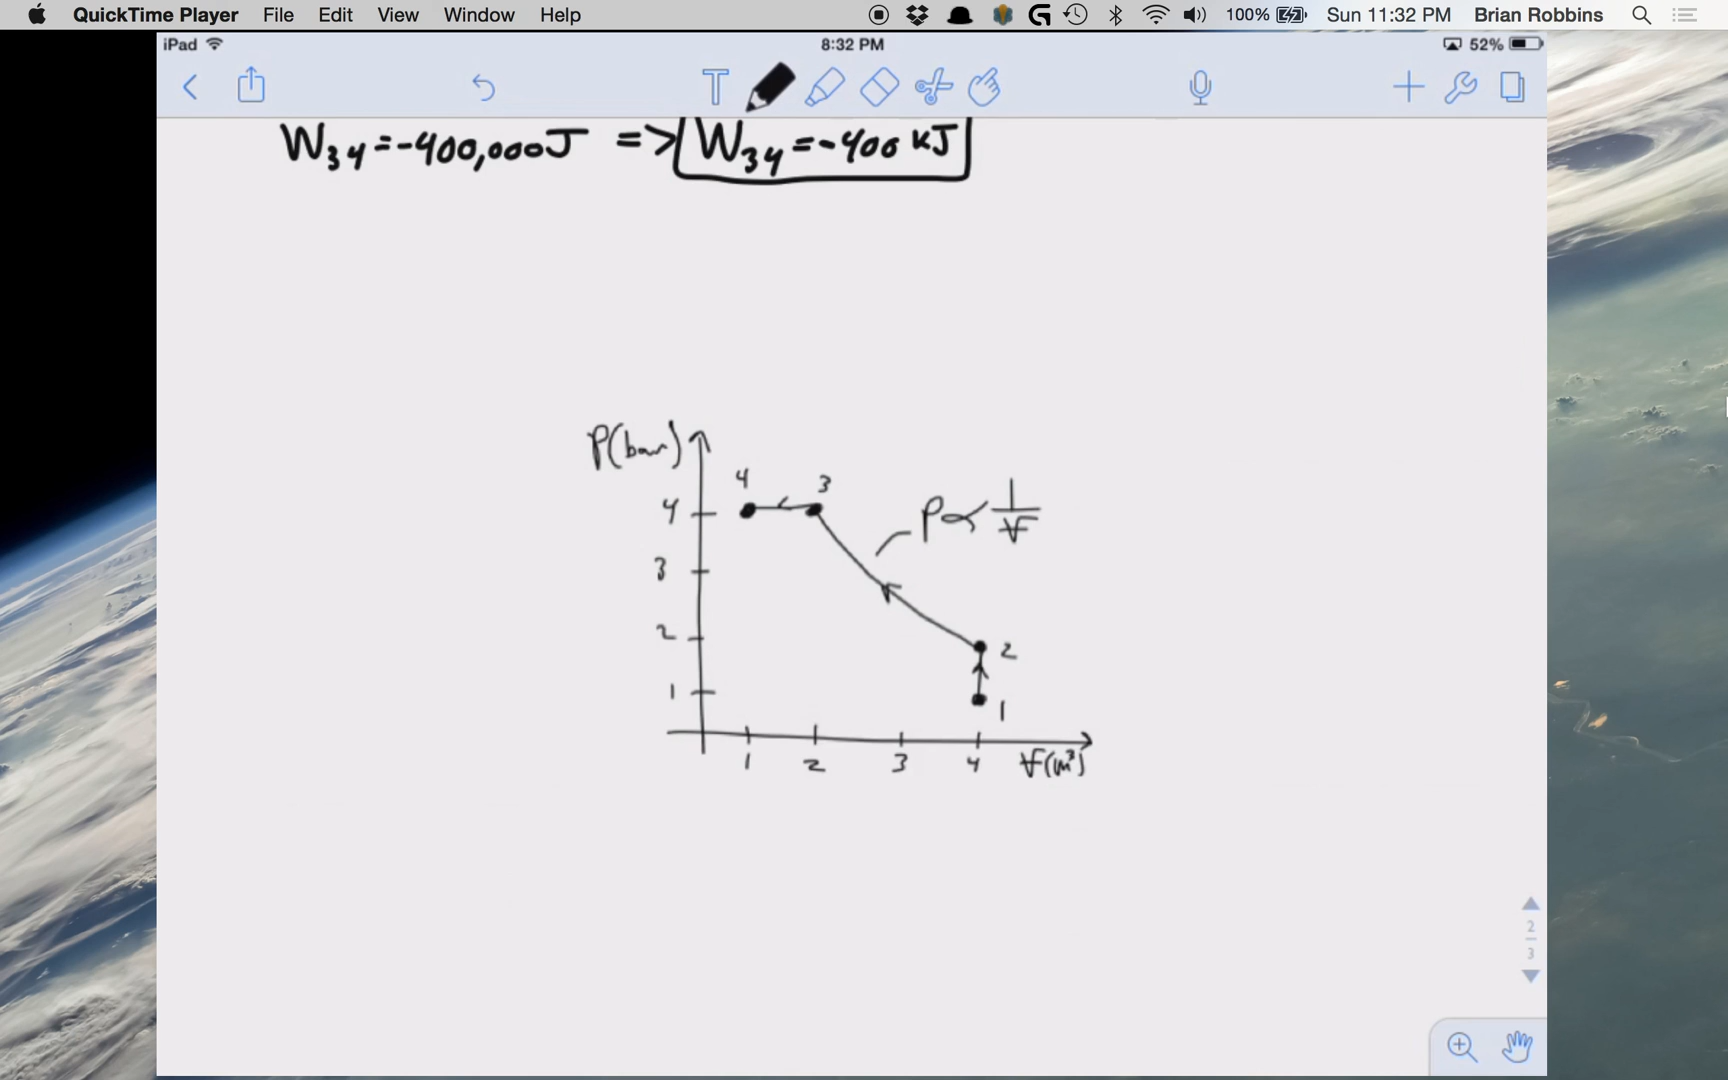 QuickTime Player File Edit View Window Help 100% Sun 11:32 PM Brian Robbins
iPad 8:32 PM 52%
T
W34=-400,000J => W34=-400 kJ
P(bar)
4 3
4
P∝ 1/V
3
2
2
1
1
1 2 3 4 V(m³)
2
3